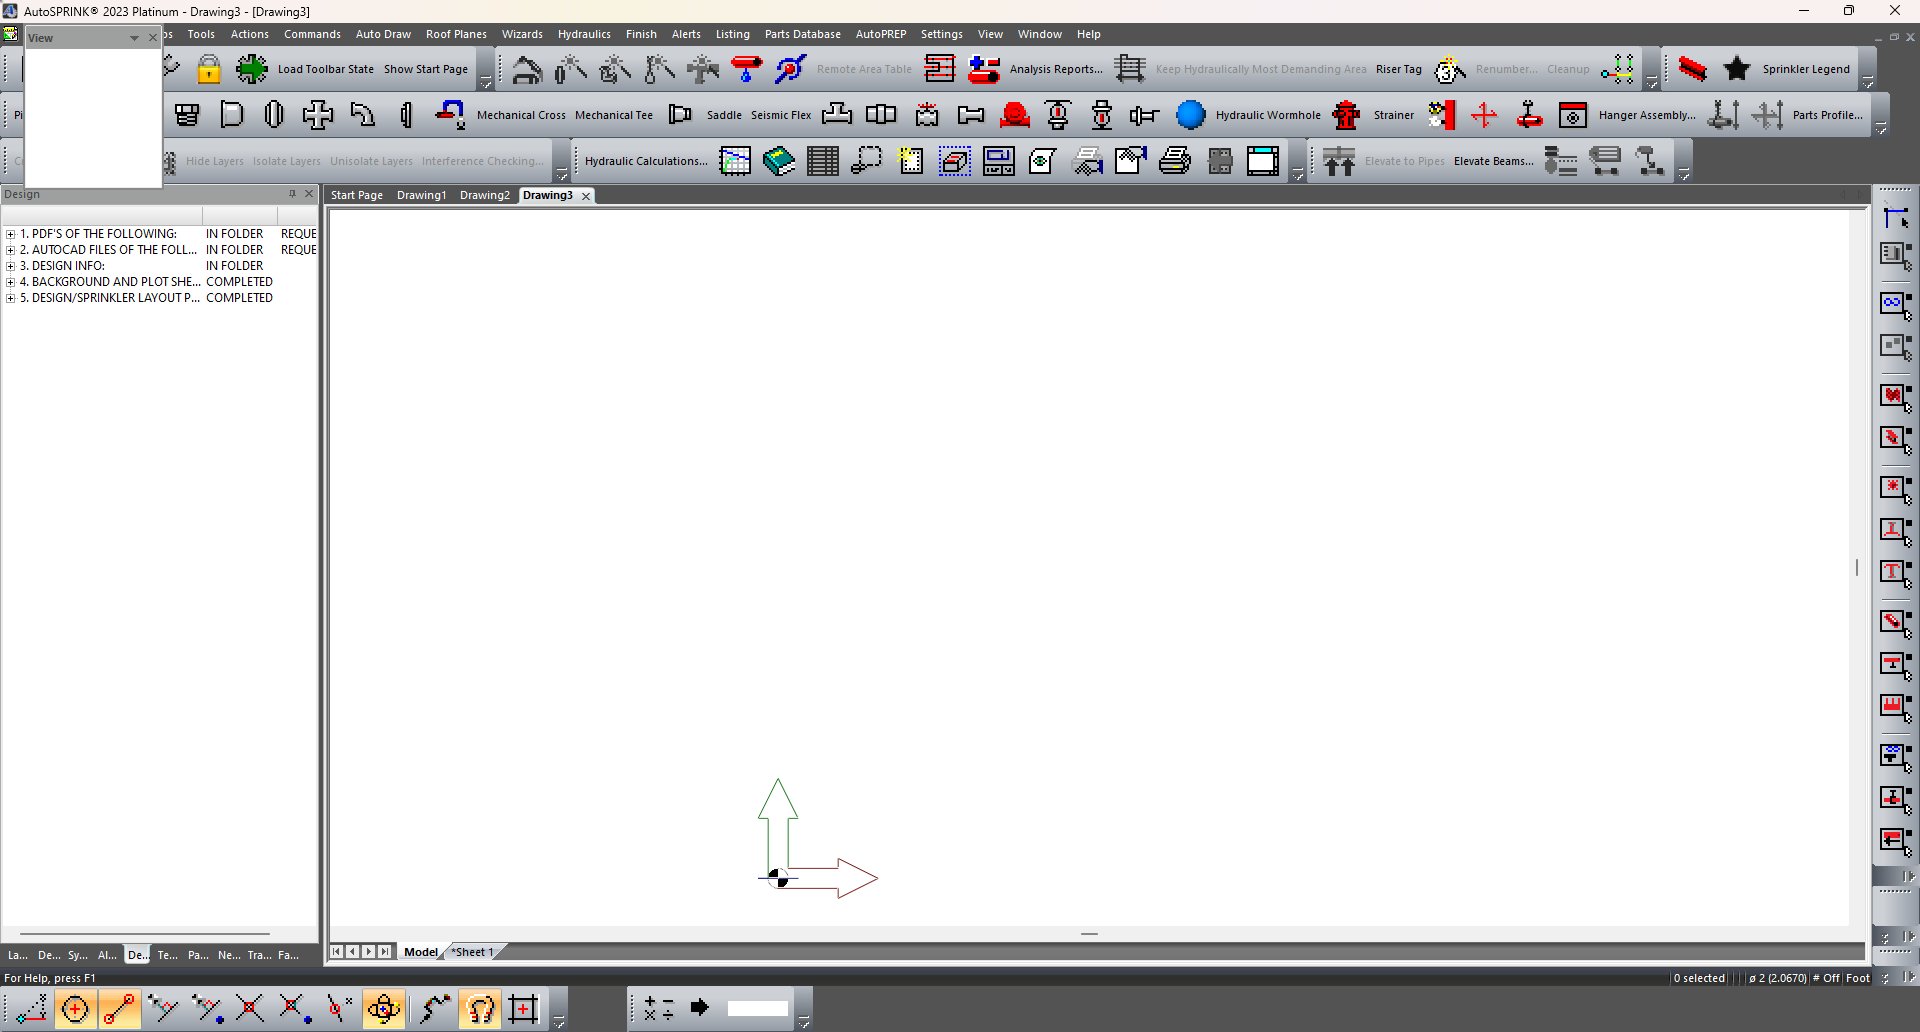 AutoSPRINK® 2023 Platinum - Drawing3 - [Drawing3]
View
Tools Actions Commands Auto Draw Roof Planes Wizards Hydraulics Finish Alerts Listing Parts Database AutoPREP Settings View Window Help
Load Toolbar State Show Start Page Remote Area Table Analysis Reports... Keep Hydraulically Most Demanding Area Riser Tag Renumber... Cleanup Sprinkler Legend
Mechanical Cross Mechanical Tee Saddle Seismic Flex Hydraulic Wormhole Strainer Hanger Assembly... Parts Profile...
Hide Layers Isolate Layers Unisolate Layers Interference Checking... Hydraulic Calculations... Elevate to Pipes Elevate Beams...
Design
Start Page Drawing1 Drawing2 Drawing3
1. PDF'S OF THE FOLLOWING: IN FOLDER REQUE
2. AUTOCAD FILES OF THE FOLL... IN FOLDER REQUE
3. DESIGN INFO: IN FOLDER
4. BACKGROUND AND PLOT SHE... COMPLETED
5. DESIGN/SPRINKLER LAYOUT P... COMPLETED
Model *Sheet 1
La... De... Sy... Al... De... Te... Pa... Ne... Tra... Fa...
For Help, press F1
0 selected ø 2 (2.0670) # Off Foot